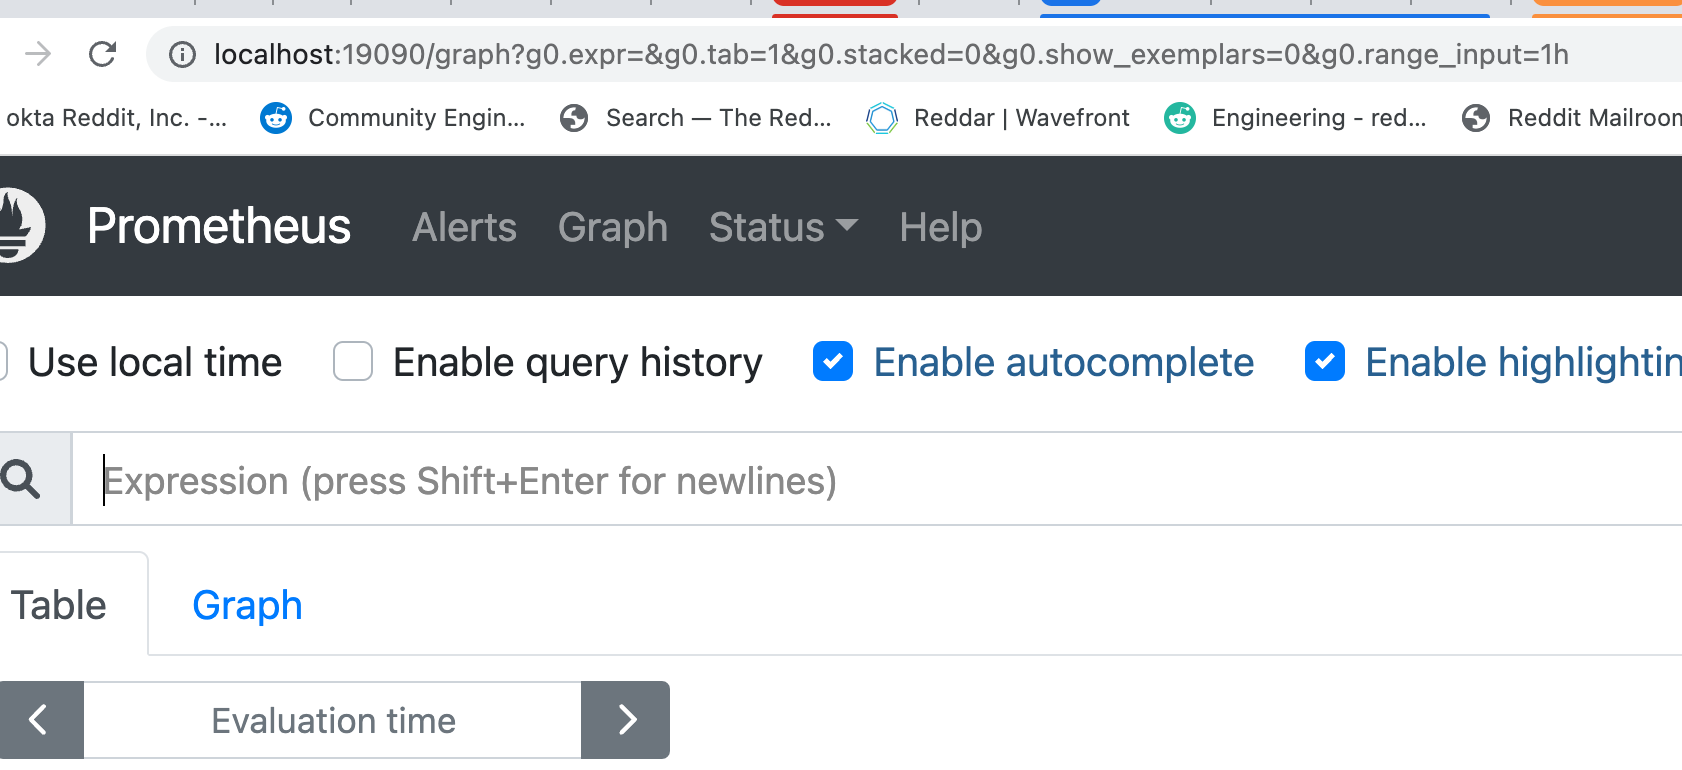 localhost:19090/graph?g0.expr=&g0.tab=1&g0.stacked=0&g0.show_exemplars=0&g0.range_input=1h
okta Reddit, Inc. -... Community Engin... Search — The Red... Reddar | Wavefront Engineering - red... Reddit Mailroon
Prometheus Alerts Graph Status Help
Use local time Enable query history Enable autocomplete Enable highlightin
Expression (press Shift+Enter for newlines)
Table Graph
Evaluation time